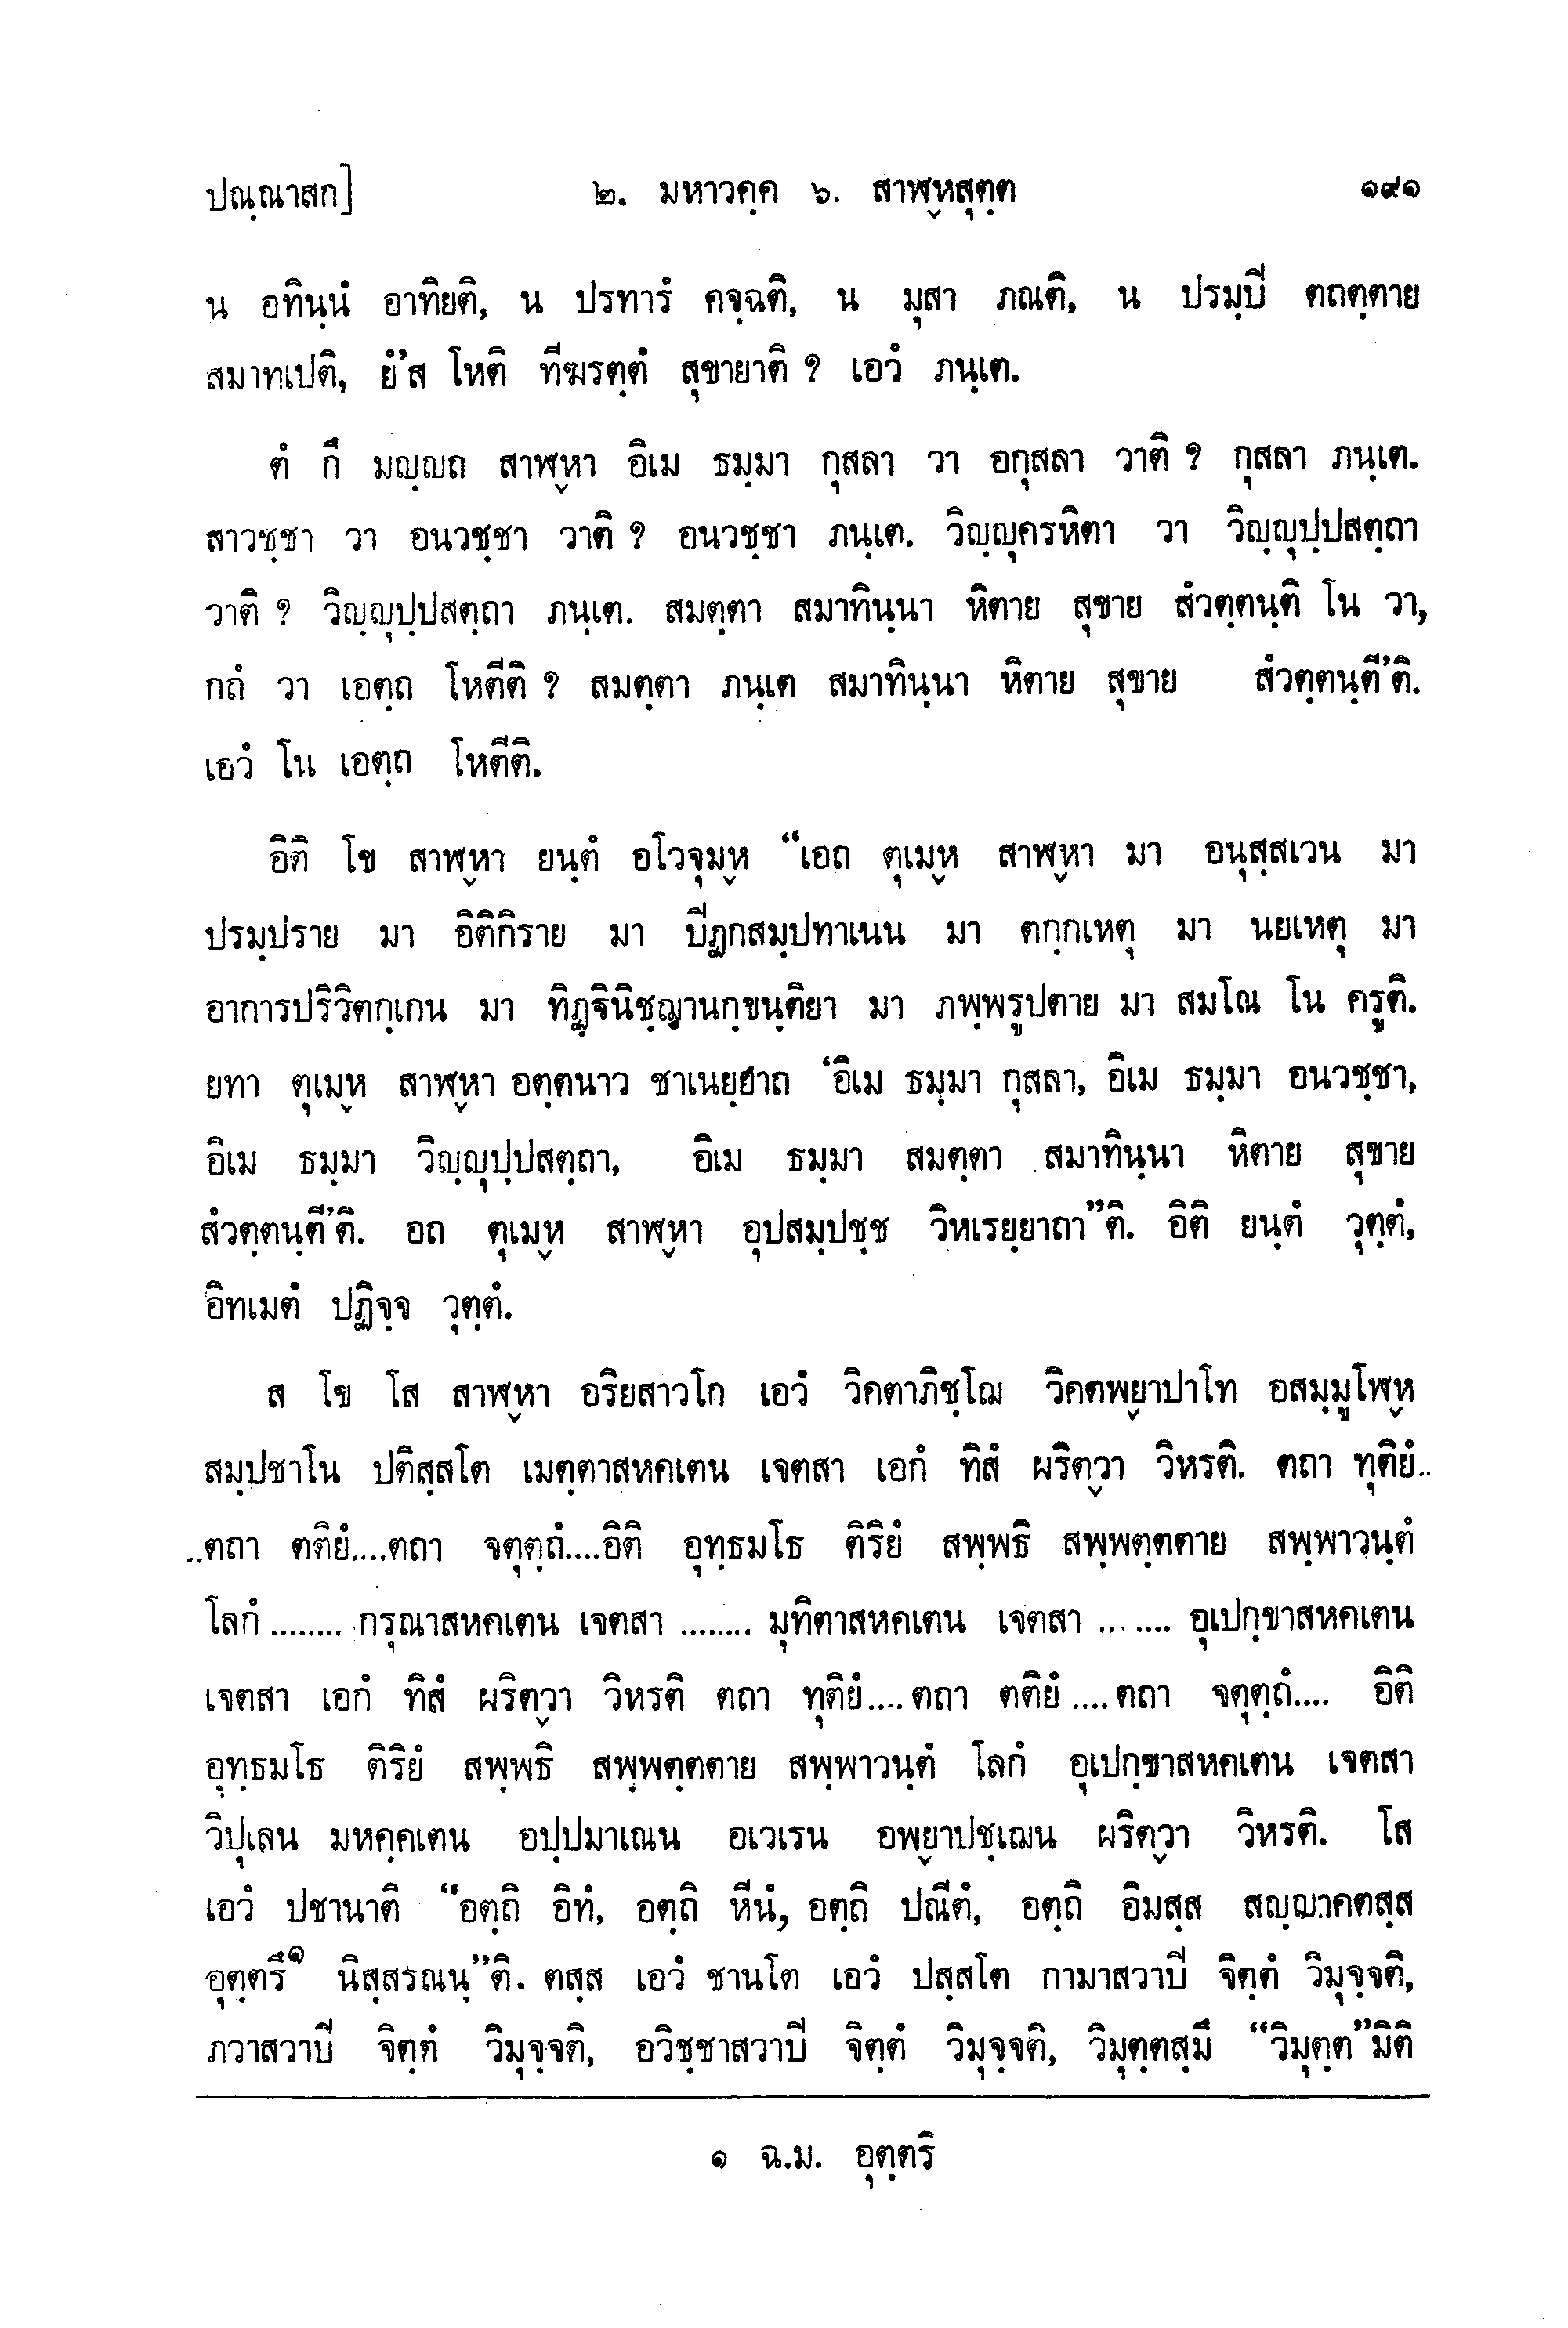 ปณฺณาสก]		๒. มหาวคฺค ๖. สาฬฺหสุตฺต		๑๙๑
น อทินฺนํ อาทิยติ, น ปรทารํ คจฺฉติ, น มุสา ภณติ, น ปรมฺปี ตถตฺตาย
สมาทเปติ, ยํ'ส โหติ ทีฆรตฺตํ สุขายาติ ? เอวํ ภนฺเต.
ตํ กึ มญฺญถ สาฬฺหา อิเม ธมฺมา กุสลา วา อกุสลา วาติ ? กุสลา ภนฺเต.
สาวชฺชา วา อนวชฺชา วาติ ? อนวชฺชา ภนฺเต. วิญฺญุครหิตา วา วิญฺญุปฺปสตฺถา
วาติ ? วิญฺญุปฺปสตฺถา ภนฺเต. สมตฺตา สมาทินฺนา หิตาย สุขาย สํวตฺตนฺติ โน วา,
กถํ วา เอตฺถ โหตีติ ? สมตฺตา ภนฺเต สมาทินฺนา หิตาย สุขาย สํวตฺตนฺตี'ติ.
เอวํ โน เอตฺถ โหตีติ.
อิติ โข สาฬฺหา ยนฺตํ อโวจุมฺห “เอถ ตุเมฺห สาฬฺหา มา อนุสฺสเวน มา
ปรมฺปราย มา อิติกิราย มา ปีฏกสมฺปทาเนน มา ตกฺกเหตุ มา นยเหตุ มา
อาการปริวิตกฺเกน มา ทิฏฺฐินิชฺฌานกฺขนฺติยา มา ภพฺพรูปตาย มา สมโณ โน ครูติ.
ยทา ตุเมฺห สาฬฺหา อตฺตนาว ชาเนยฺยาถ ‘อิเม ธมฺมา กุสลา, อิเม ธมฺมา อนวชฺชา,
อิเม ธมฺมา วิญฺญุปฺปสตฺถา, อิเม ธมฺมา สมตฺตา สมาทินฺนา หิตาย สุขาย
สํวตฺตนฺตี'ติ. อถ ตุเมฺห สาฬฺหา อุปสมฺปชฺช วิหเรยฺยาถา”ติ. อิติ ยนฺตํ วุตฺตํ,
อิทเมตํ ปฏิจฺจ วุตฺตํ.
ส โข โส สาฬฺหา อริยสาวโก เอวํ วิคตาภิชฺโฌ วิคตพฺยาปาโท อสมฺมูโฬฺห
สมฺปชาโน ปติสฺสโต เมตฺตาสหคเตน เจตสา เอกํ ทิสํ ผริตฺวา วิหรติ. ตถา ทุติยํ..
..ตถา ตติยํ....ตถา จตุตฺถํ....อิติ อุทฺธมโธ ติริยํ สพฺพธิ สพฺพตฺตตาย สพฺพาวนฺตํ
โลกํ ........ กรุณาสหคเตน เจตสา ........ มุทิตาสหคเตน เจตสา ........ อุเปกฺขาสหคเตน
เจตสา เอกํ ทิสํ ผริตฺวา วิหรติ ตถา ทุติยํ.... ตถา ตติยํ .... ตถา จตุตฺถํ.... อิติ
อุทฺธมโธ ติริยํ สพฺพธิ สพฺพตฺตตาย สพฺพาวนฺตํ โลกํ อุเปกฺขาสหคเตน เจตสา
วิปุเลน มหคฺคเตน อปฺปมาเณน อเวเรน อพฺยาปชฺเฌน ผริตฺวา วิหรติ. โส
เอวํ ปชานาติ “อตฺถิ อิทํ, อตฺถิ หีนํ, อตฺถิ ปณีตํ, อตฺถิ อิมสฺส สญฺญาคตสฺส
อุตฺตรึ๑ นิสฺสรณนฺ”ติ. ตสฺส เอวํ ชานโต เอวํ ปสฺสโต กามาสวาปี จิตฺตํ วิมุจฺจติ,
ภวาสวาปี จิตฺตํ วิมุจฺจติ, อวิชฺชาสวาปี จิตฺตํ วิมุจฺจติ, วิมุตฺตสฺมึ “วิมุตฺต”มิติ
๑ ฉ.ม. อุตฺตริ